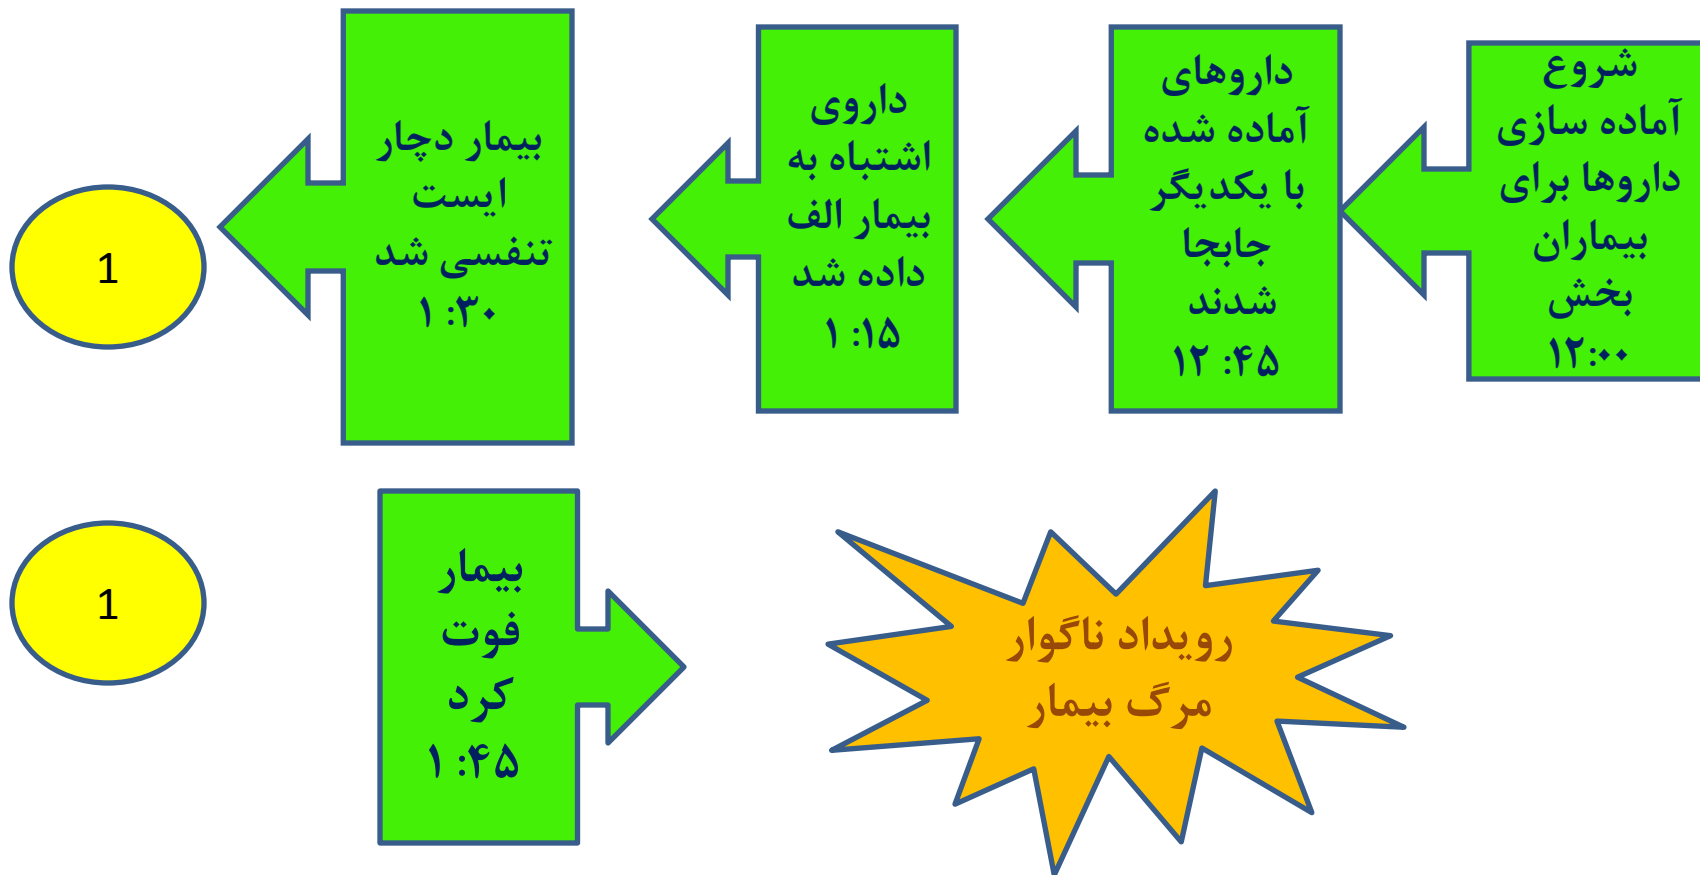 شروع
آماده سازی
داروها برای
بیماران
بخش
۱۲:۰۰
داروهای
آماده شده
با یکدیگر
جابجا
شدند
۱۲ :۴۵
داروی
اشتباه به
بیمار الف
داده شد
۱ :۱۵
بیمار دچار
ایست
تنفسی شد
۱ :۳۰
1
1
بیمار
فوت
کرد
۱ :۴۵
رویداد ناگوار
مرگ بیمار